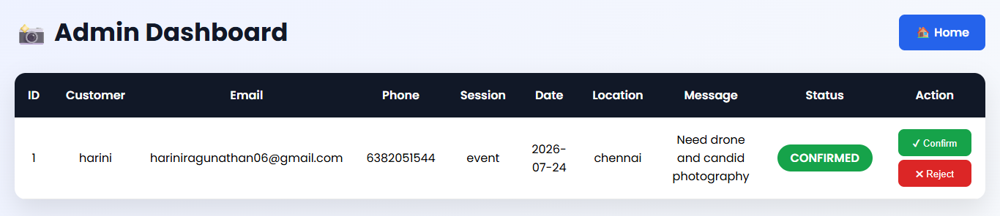 📷 Admin Dashboard
🏠 Home
ID Customer Email Phone Session Date Location Message Status Action
1 harini hariniragunathan06@gmail.com 6382051544 event 2026-
07-24 chennai Need drone
and candid
photography CONFIRMED ✓ Confirm
✕ Reject